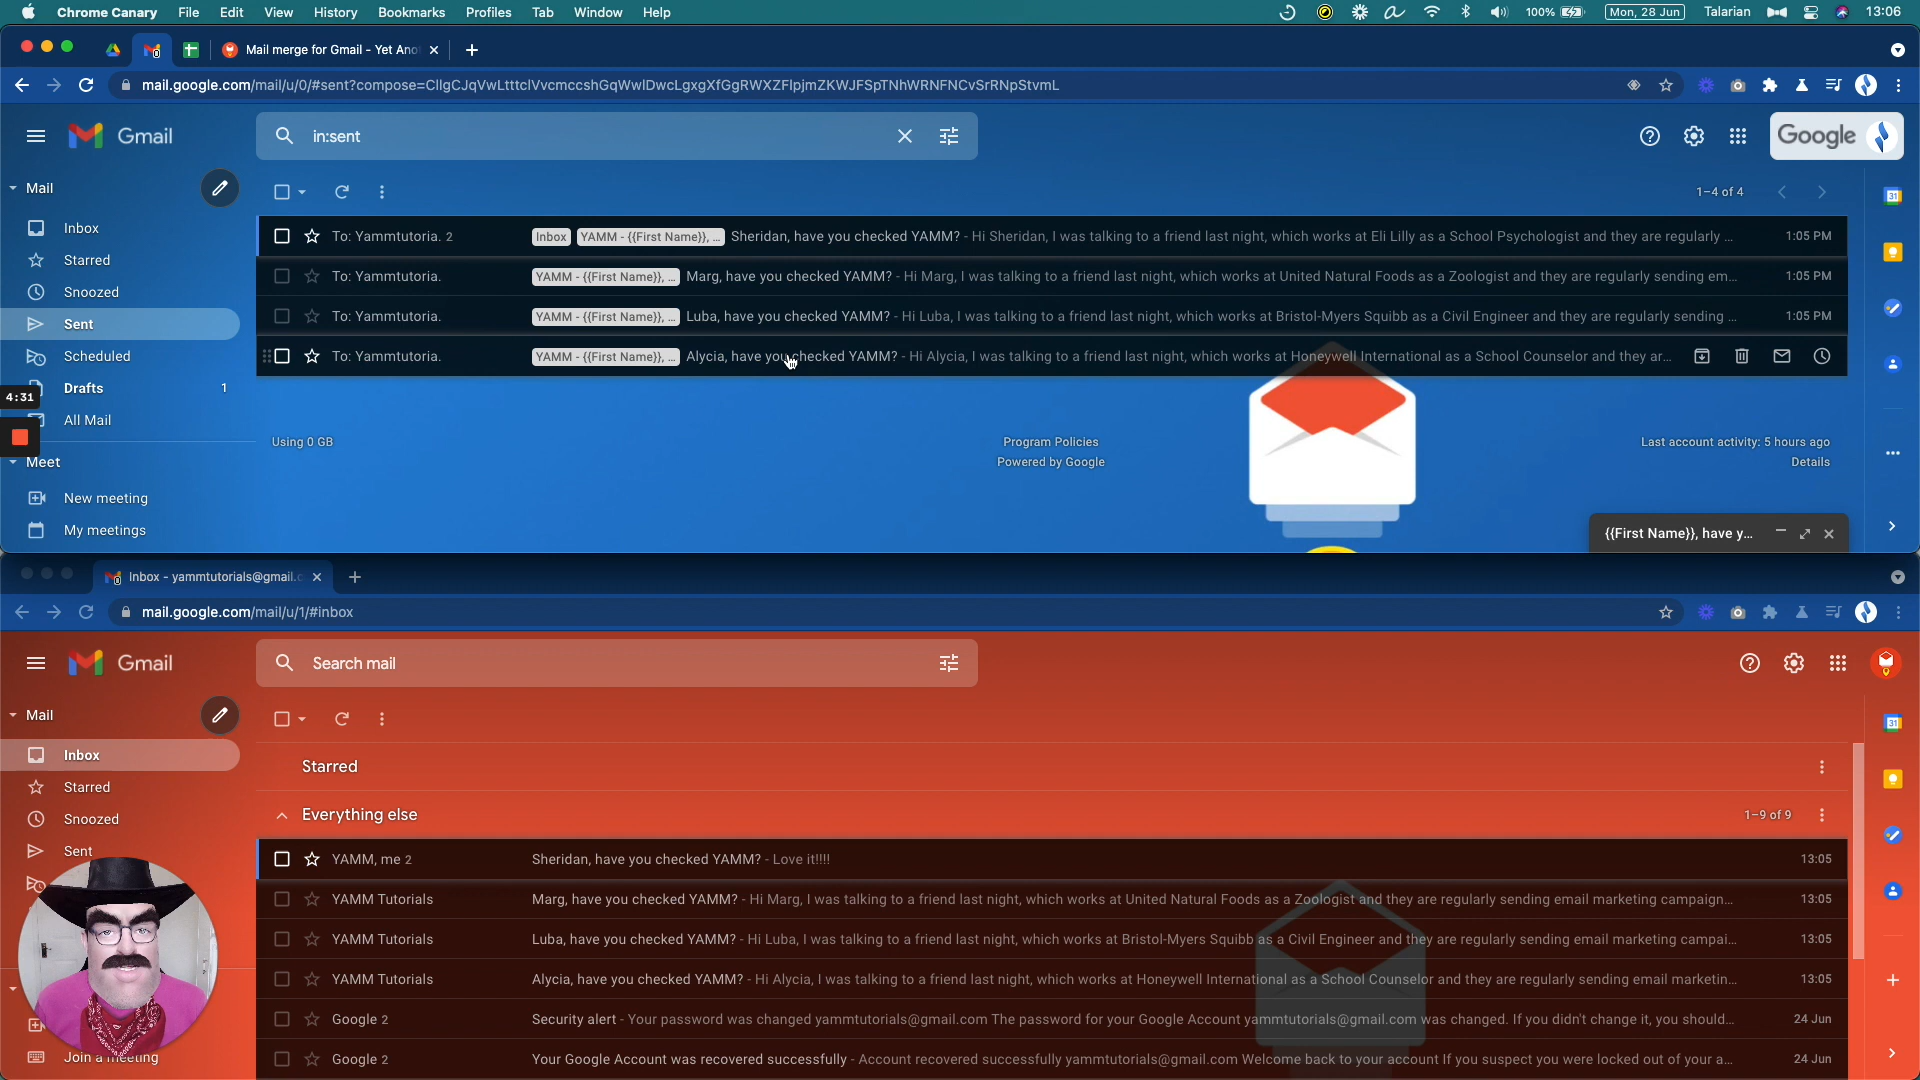 Chrome Canary File Edit View History Bookmarks Profiles Tab Window Help 100% Mon, 28 Jun Talarian 13:06
Mail merge for Gmail - Yet Ano
mail.google.com/mail/u/0/#sent?compose=CllgCJqVwLtttclVvcmccshGqWwlDwcLgxgXfGgRWXZFlpjmZKWJFSpTNhWRNFNCvSrRNpStvmL
Gmail
in:sent
Google
Mail
1–4 of 4
Inbox
Starred
Snoozed
Sent
Scheduled
Drafts 1
All Mail
4:31
Meet
New meeting
My meetings
To: Yammtutoria. 2 Inbox YAMM - {{First Name}}, ... Sheridan, have you checked YAMM? - Hi Sheridan, I was talking to a friend last night, which works at Eli Lilly as a School Psychologist and they are regularly ... 1:05 PM
To: Yammtutoria. YAMM - {{First Name}}, ... Marg, have you checked YAMM? - Hi Marg, I was talking to a friend last night, which works at United Natural Foods as a Zoologist and they are regularly sending em... 1:05 PM
To: Yammtutoria. YAMM - {{First Name}}, ... Luba, have you checked YAMM? - Hi Luba, I was talking to a friend last night, which works at Bristol-Myers Squibb as a Civil Engineer and they are regularly sending ... 1:05 PM
To: Yammtutoria. YAMM - {{First Name}}, ... Alycia, have you checked YAMM? - Hi Alycia, I was talking to a friend last night, which works at Honeywell International as a School Counselor and they ar...
Using 0 GB
Program Policies
Powered by Google
Last account activity: 5 hours ago
Details
{{First Name}}, have y...
Inbox - yammtutorials@gmail.c
mail.google.com/mail/u/1/#inbox
Gmail
Search mail
Mail
Inbox
Starred
Snoozed
Sent
Join a meeting
Starred
Everything else 1–9 of 9
YAMM, me 2 Sheridan, have you checked YAMM? - Love it!!!! 13:05
YAMM Tutorials Marg, have you checked YAMM? - Hi Marg, I was talking to a friend last night, which works at United Natural Foods as a Zoologist and they are regularly sending email marketing campaign... 13:05
YAMM Tutorials Luba, have you checked YAMM? - Hi Luba, I was talking to a friend last night, which works at Bristol-Myers Squibb as a Civil Engineer and they are regularly sending email marketing campai... 13:05
YAMM Tutorials Alycia, have you checked YAMM? - Hi Alycia, I was talking to a friend last night, which works at Honeywell International as a School Counselor and they are regularly sending email marketin... 13:05
Google 2 Security alert - Your password was changed yammtutorials@gmail.com The password for your Google Account yammtutorials@gmail.com was changed. If you didn't change it, you should... 24 Jun
Google 2 Your Google Account was recovered successfully - Account recovered successfully yammtutorials@gmail.com Welcome back to your account If you suspect you were locked out of your a... 24 Jun